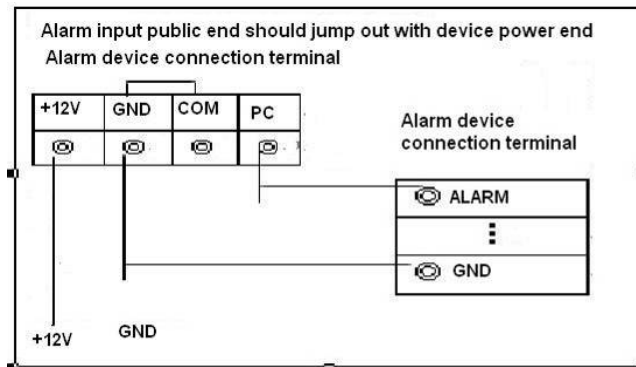 Alarm input public end should jump out with device power end
Alarm device connection terminal
+12V GND COM PC
Alarm device
connection terminal
ALARM
GND
+12V GND